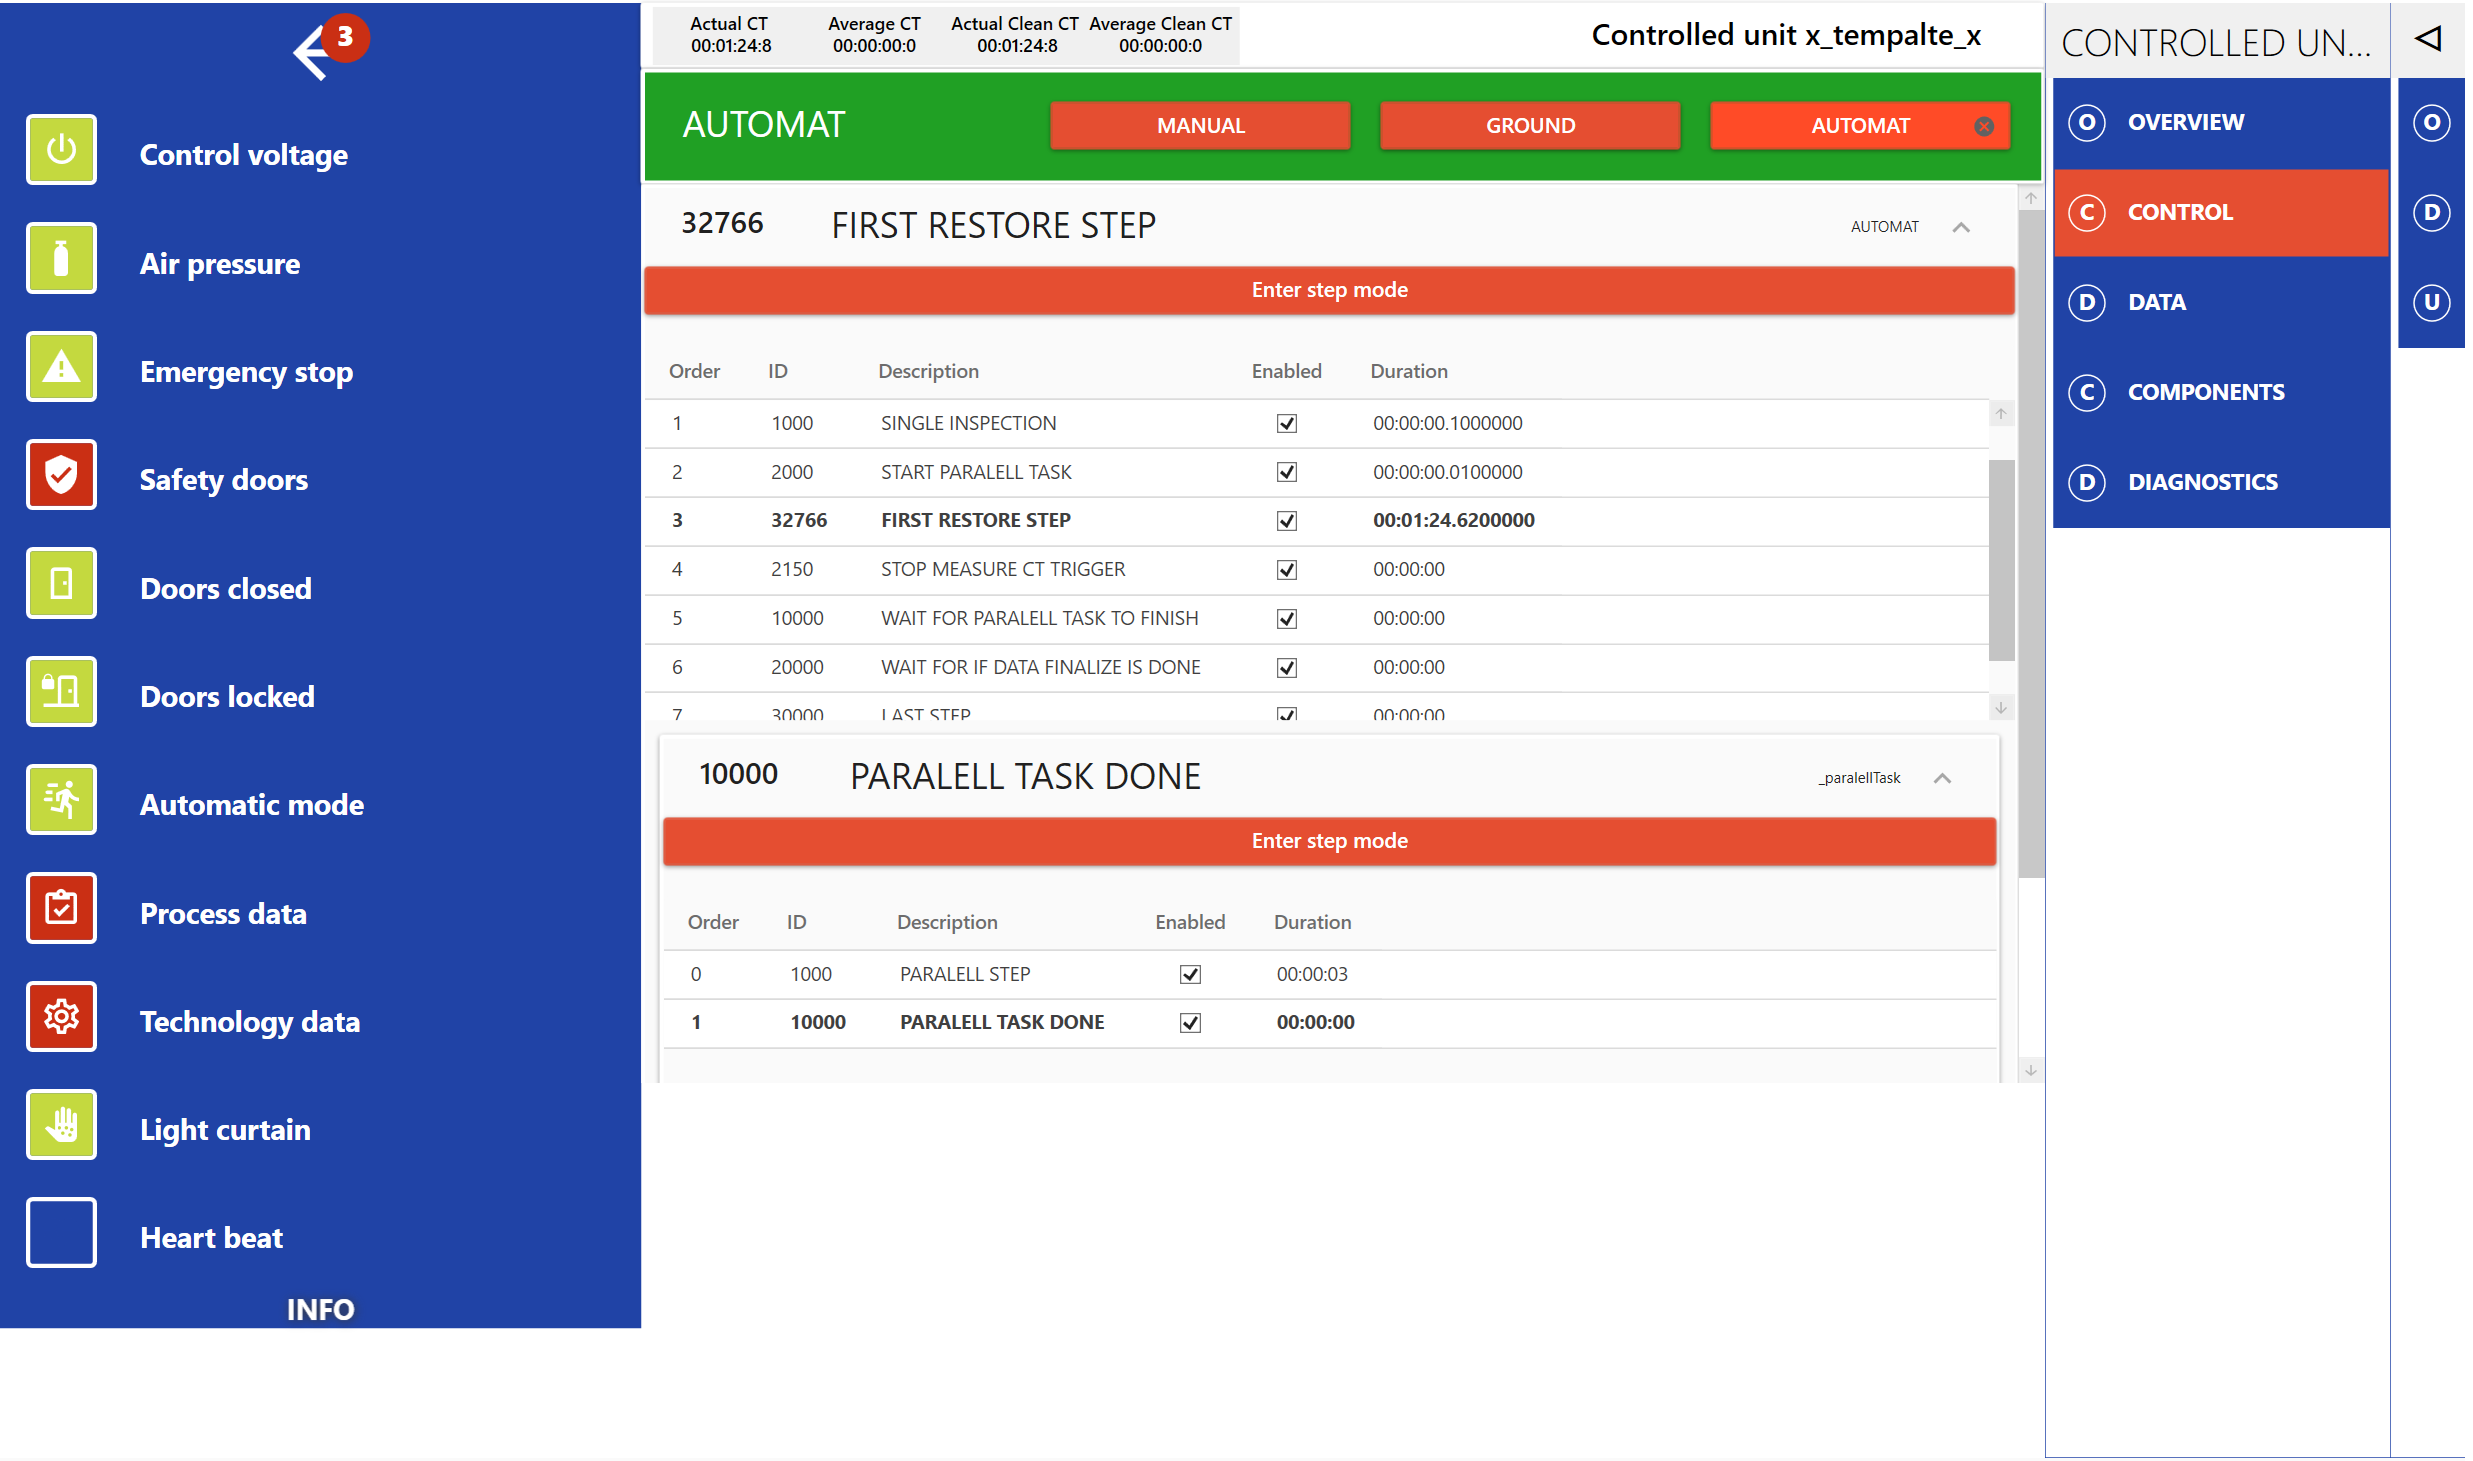 3
Control voltage
Air pressure
Emergency stop
Safety doors
Doors closed
Doors locked
Automatic mode
Process data
Technology data
Light curtain
Heart beat
INFO
Actual CT Average CT Actual Clean CT Average Clean CT
00:01:24:8 00:00:00:0 00:01:24:8 00:00:00:0
Controlled unit x_tempalte_x
AUTOMAT MANUAL GROUND AUTOMAT
32766 FIRST RESTORE STEP AUTOMAT
Enter step mode
Order ID Description Enabled Duration
1 1000 SINGLE INSPECTION 00:00:00.1000000
2 2000 START PARALELL TASK 00:00:00.0100000
3 32766 FIRST RESTORE STEP 00:01:24.6200000
4 2150 STOP MEASURE CT TRIGGER 00:00:00
5 10000 WAIT FOR PARALELL TASK TO FINISH 00:00:00
6 20000 WAIT FOR IF DATA FINALIZE IS DONE 00:00:00
7 30000 LAST STEP 00:00:00
10000 PARALELL TASK DONE _paralellTask
Enter step mode
Order ID Description Enabled Duration
0 1000 PARALELL STEP 00:00:03
1 10000 PARALELL TASK DONE 00:00:00
CONTROLLED UN...
O OVERVIEW
C CONTROL
D DATA
C COMPONENTS
D DIAGNOSTICS
O
D
U